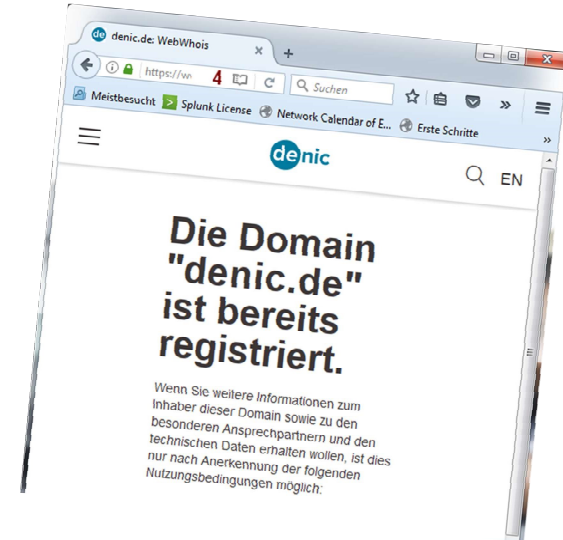 denic.de: WebWhois
https://w
4
Suchen
Meistbesucht Splunk License Network Calendar of E... Erste Schritte
denic
EN
Die Domain
"denic.de"
ist bereits
registriert.
Wenn Sie weitere Informationen zum
Inhaber dieser Domain sowie zu den
besonderen Ansprechpartnern und den
technischen Daten erhalten wollen, ist dies
nur nach Anerkennung der folgenden
Nutzungsbedingungen möglich: